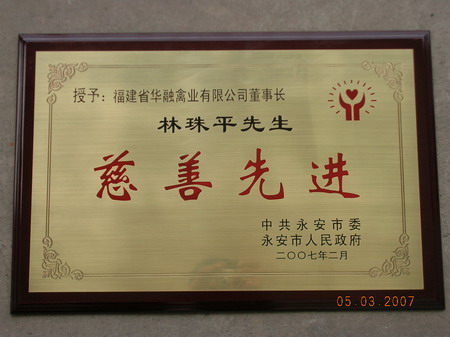 授予：福建省华融禽业有限公司董事长
林珠平先生
慈善先进
中共永安市委
永安市人民政府
二〇〇七年二月
05.03.2007